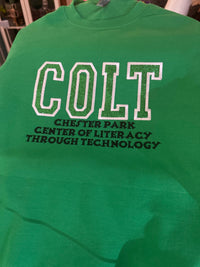 COLT
CHESTER PARK
CENTER OF LITERACY
THROUGH TECHNOLOGY